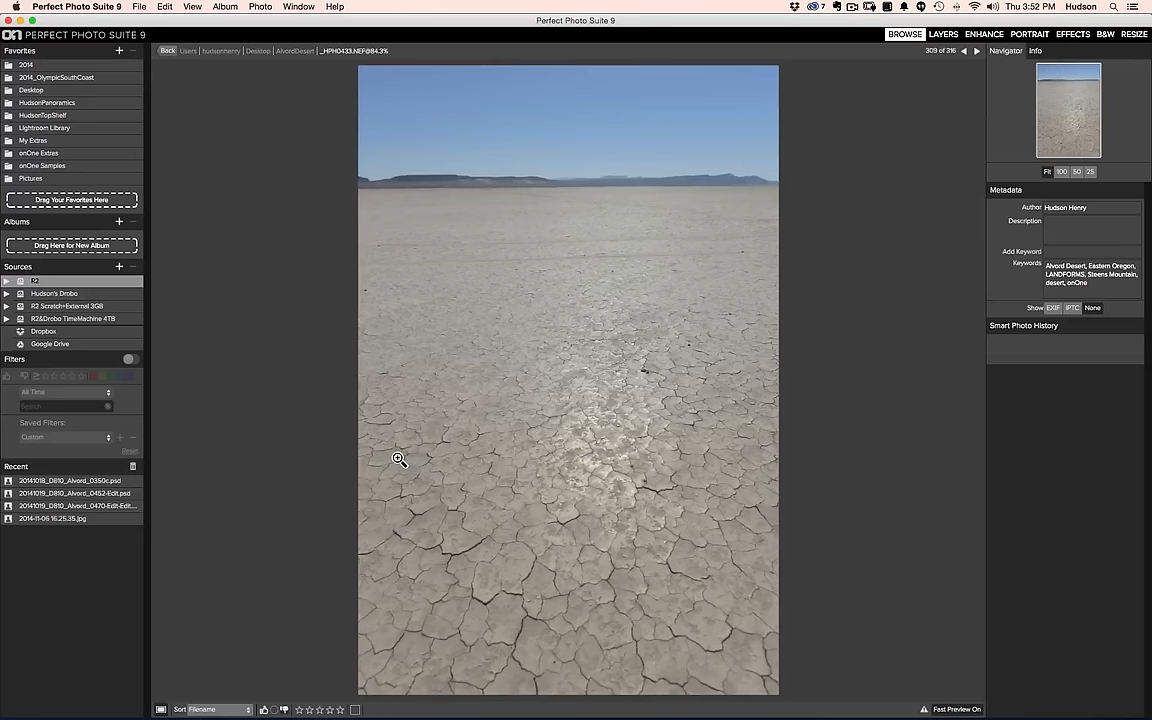 Perfect Photo Suite 9 File Edit View Album Photo Window Help 7 Thu 3:52 PM Hudson
Perfect Photo Suite 9
on PERFECT PHOTO SUITE 9 BROWSE LAYERS ENHANCE PORTRAIT EFFECTS B&W RESIZE
Favorites + −
2014
2014_OlympicSouthCoast
Desktop
HudsonPanoramics
HudsonTopShelf
Lightroom Library
My Extras
onOne Extras
onOne Samples
Pictures
Drag Your Favorites Here
Albums + −
Drag Here for New Album
Sources + −
R2
Hudson's Drobo
R2 Scratch+External 3GB
R2&Drobo TimeMachine 4TB
Dropbox
Google Drive
Filters
All Time
Search
Saved Filters:
Custom + −
Reset
Recent
20141018_D810_Alvord_0350c.psd
20141019_D810_Alvord_0452-Edit.psd
20141019_D810_Alvord_0470-Edit-Edit...
2014-11-06 16.25.35.jpg
Back Users hudsonhenry Desktop AlvordDesert _HPH0433.NEF@84.3% 309 of 316
Sort Filename
Fast Preview On
Navigator Info
Fit 100 50 25
Metadata
Author Hudson Henry
Description
Add Keyword
Keywords Alvord Desert, Eastern Oregon,
LANDFORMS, Steens Mountain,
desert, onOne
Show EXIF IPTC None
Smart Photo History